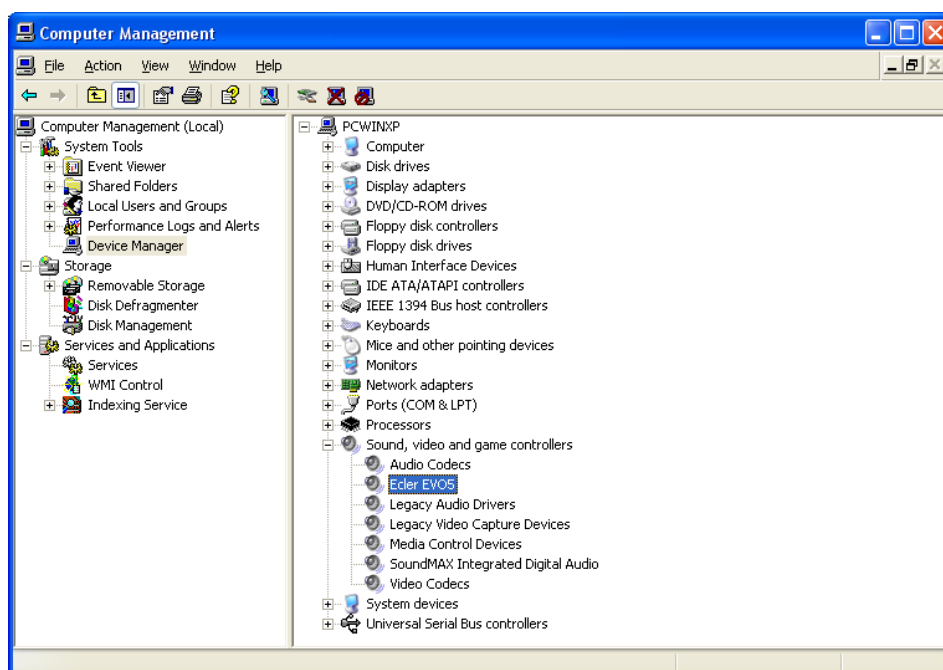 Computer Management
File Action View Window Help
Computer Management (Local)
System Tools
Event Viewer
Shared Folders
Local Users and Groups
Performance Logs and Alerts
Device Manager
Storage
Removable Storage
Disk Defragmenter
Disk Management
Services and Applications
Services
WMI Control
Indexing Service
PCWINXP
Computer
Disk drives
Display adapters
DVD/CD-ROM drives
Floppy disk controllers
Floppy disk drives
Human Interface Devices
IDE ATA/ATAPI controllers
IEEE 1394 Bus host controllers
Keyboards
Mice and other pointing devices
Monitors
Network adapters
Ports (COM & LPT)
Processors
Sound, video and game controllers
Audio Codecs
Ecler EVO5
Legacy Audio Drivers
Legacy Video Capture Devices
Media Control Devices
SoundMAX Integrated Digital Audio
Video Codecs
System devices
Universal Serial Bus controllers